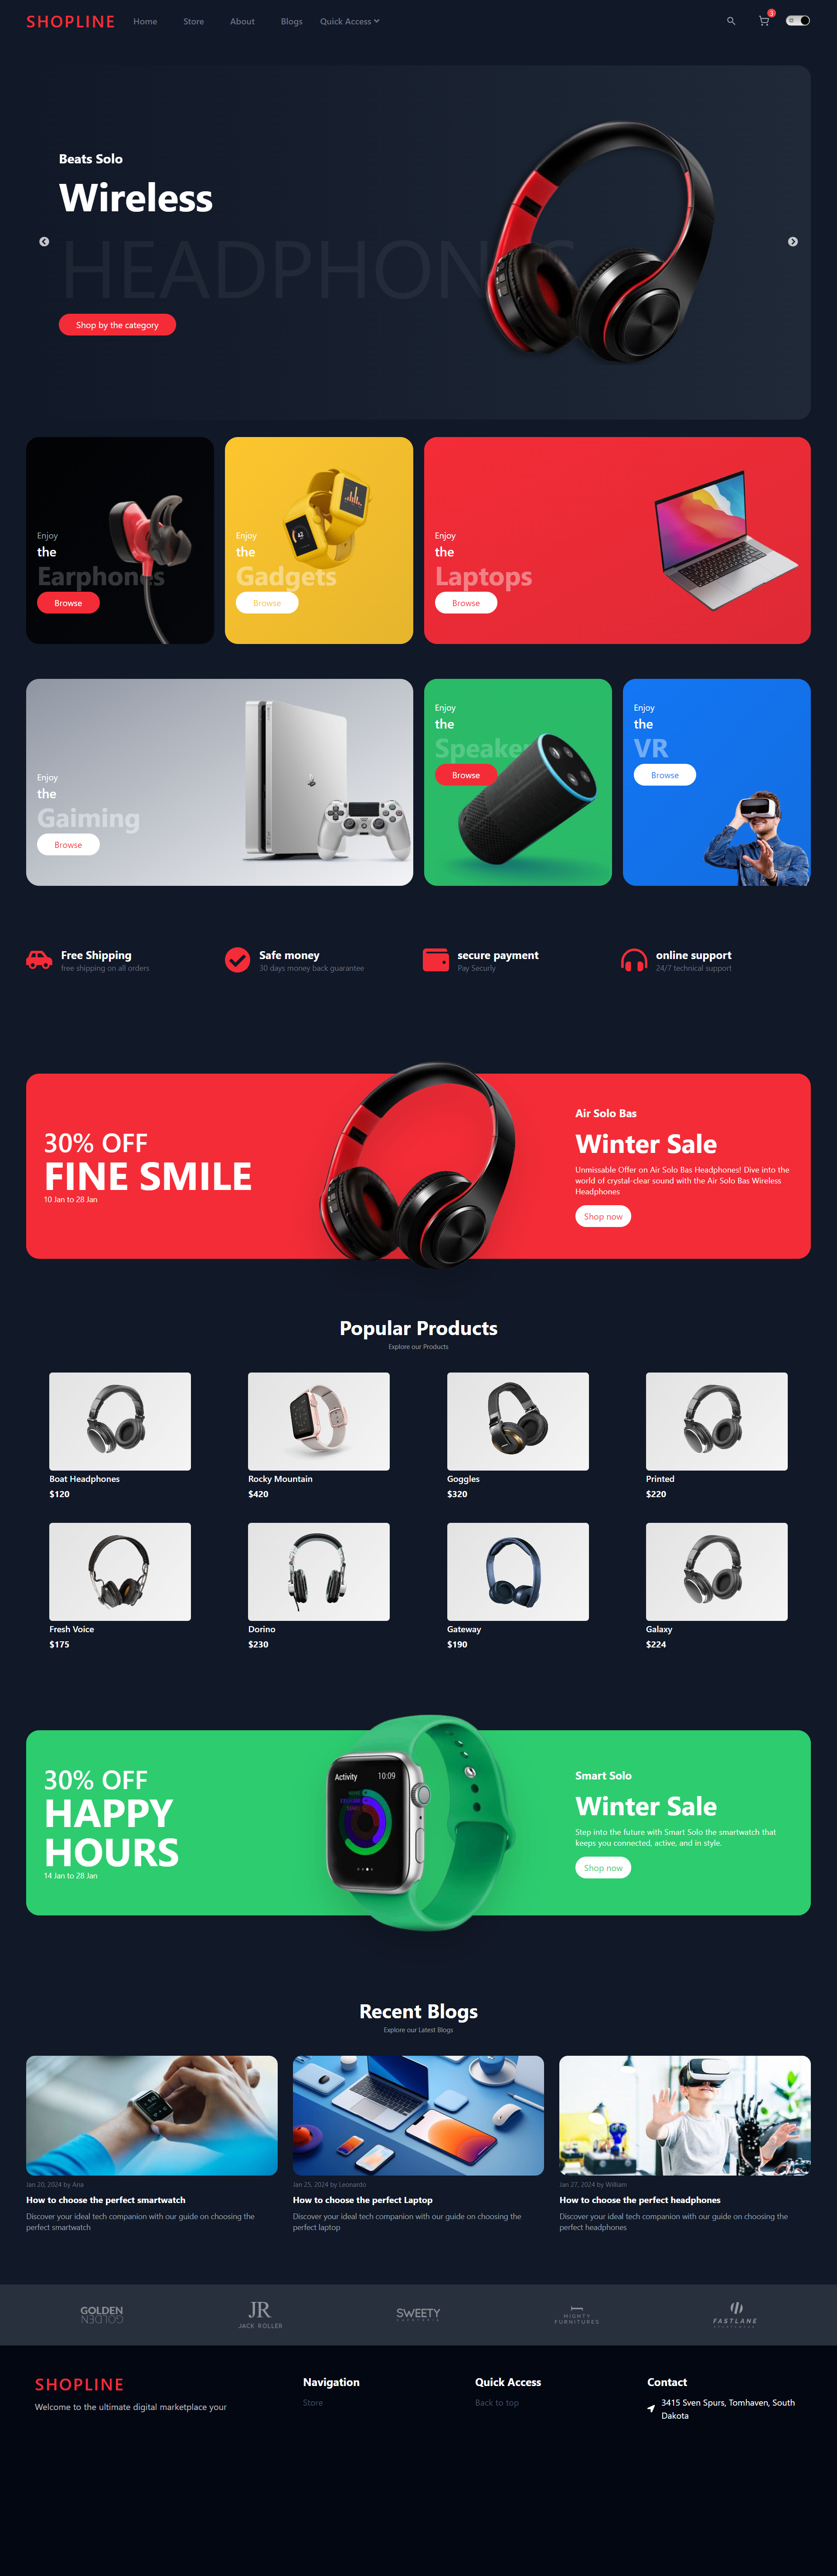 SHOPLINE Home Store About Blogs Quick Access
3
Beats Solo
Wireless
HEADPHONES
Shop by the category
Enjoy
the
Earphones
Browse
Enjoy
the
Gadgets
Browse
Enjoy
the
Laptops
Browse
Enjoy
the
Gaiming
Browse
Enjoy
the
Speaker
Browse
Enjoy
the
VR
Browse
Free Shipping
free shipping on all orders
Safe money
30 days money back guarantee
secure payment
Pay Securly
online support
24/7 technical support
30% OFF
FINE SMILE
10 Jan to 28 Jan
Air Solo Bas
Winter Sale
Unmissable Offer on Air Solo Bas Headphones! Dive into the
world of crystal-clear sound with the Air Solo Bas Wireless
Headphones
Shop now
Popular Products
Explore our Products
Boat Headphones
$120
Rocky Mountain
$420
Goggles
$320
Printed
$220
Fresh Voice
$175
Dorino
$230
Gateway
$190
Galaxy
$224
30% OFF
HAPPY
HOURS
14 Jan to 28 Jan
Activity 10:09
Smart Solo
Winter Sale
Step into the future with Smart Solo the smartwatch that
keeps you connected, active, and in style.
Shop now
Recent Blogs
Explore our Latest Blogs
Jan 20, 2024 by Aria
How to choose the perfect smartwatch
Discover your ideal tech companion with our guide on choosing the
perfect smartwatch
Jan 25, 2024 by Leonardo
How to choose the perfect Laptop
Discover your ideal tech companion with our guide on choosing the
perfect laptop
Jan 27, 2024 by William
How to choose the perfect headphones
Discover your ideal tech companion with our guide on choosing the
perfect headphones
GOLDEN
GOLDEN
JR
JACK ROLLER
SWEETY
MIGHTY
FURNITURES
FASTLANE
SHOPLINE
Welcome to the ultimate digital marketplace your
Navigation
Store
Quick Access
Back to top
Contact
3415 Sven Spurs, Tomhaven, South
Dakota